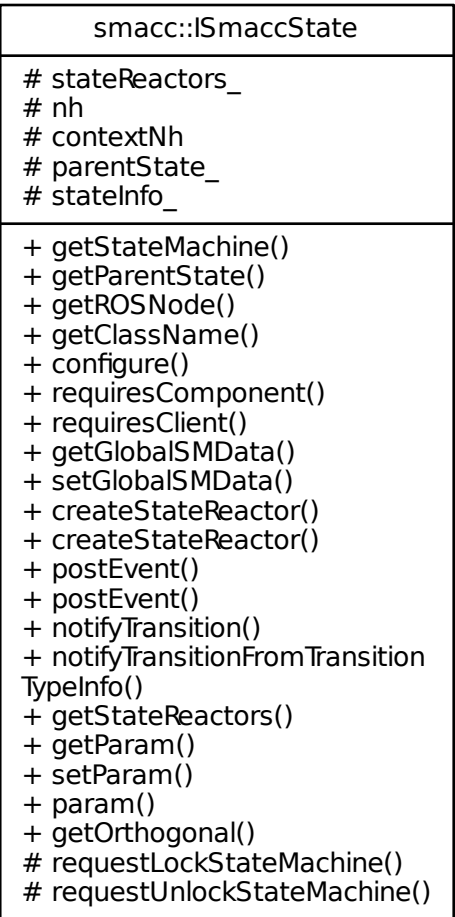 smacc::ISmaccState
# stateReactors_
# nh
# contextNh
# parentState_
# stateInfo_
+ getStateMachine()
+ getParentState()
+ getROSNode()
+ getClassName()
+ configure()
+ requiresComponent()
+ requiresClient()
+ getGlobalSMData()
+ setGlobalSMData()
+ createStateReactor()
+ createStateReactor()
+ postEvent()
+ postEvent()
+ notifyTransition()
+ notifyTransitionFromTransition
TypeInfo()
+ getStateReactors()
+ getParam()
+ setParam()
+ param()
+ getOrthogonal()
# requestLockStateMachine()
# requestUnlockStateMachine()